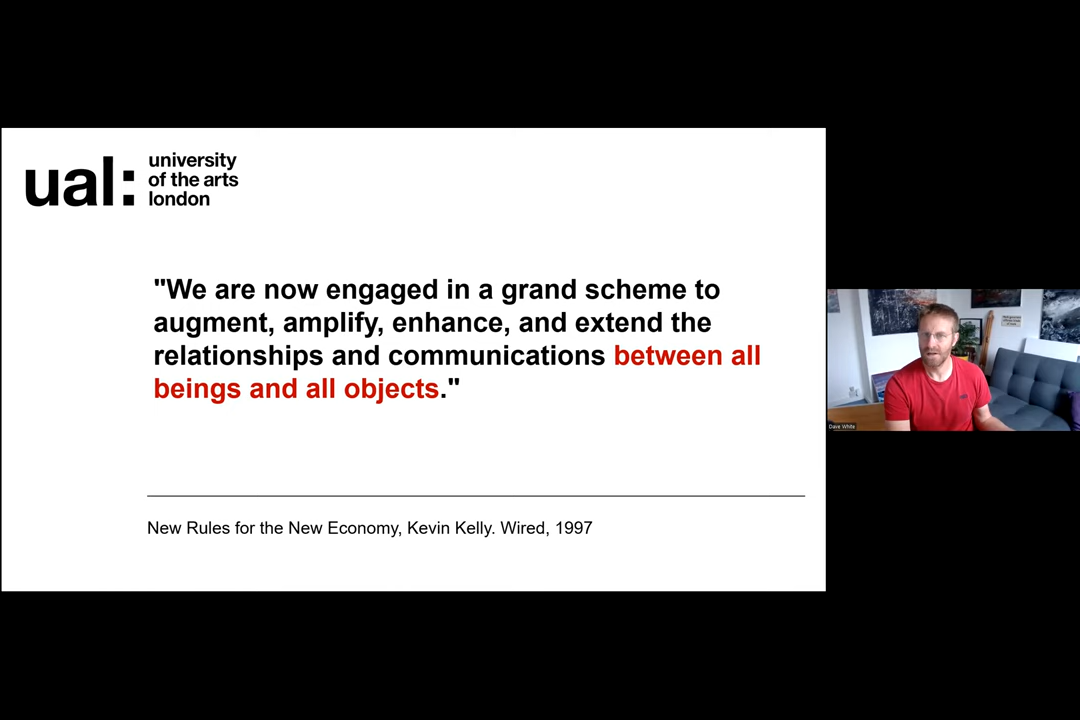 ual:
university
of the arts
london
"We are now engaged in a grand scheme to
augment, amplify, enhance, and extend the
relationships and communications between all
beings and all objects."
New Rules for the New Economy, Kevin Kelly. Wired, 1997
Dave White